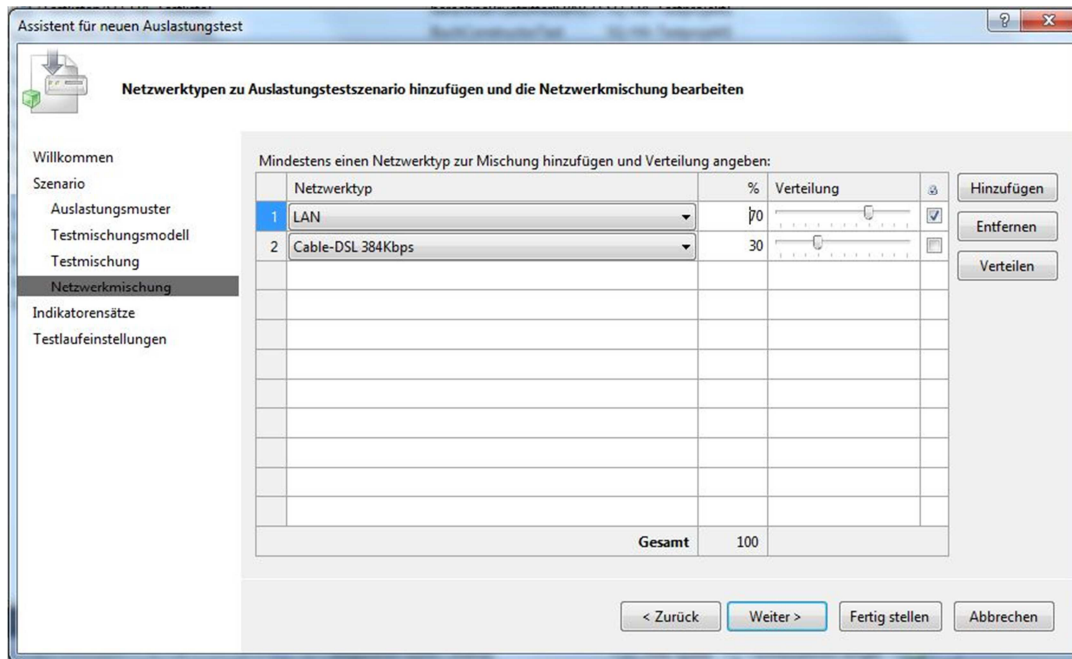 Assistent für neuen Auslastungstest
Netzwerktypen zu Auslastungstestszenario hinzufügen und die Netzwerkmischung bearbeiten
Willkommen
Szenario
Auslastungsmuster
Testmischungsmodell
Testmischung
Netzwerkmischung
Indikatorensätze
Testlaufeinstellungen
Mindestens einen Netzwerktyp zur Mischung hinzufügen und Verteilung angeben:
Netzwerktyp % Verteilung
1 LAN 70
2 Cable-DSL 384Kbps 30
Gesamt 100
Hinzufügen
Entfernen
Verteilen
< Zurück Weiter > Fertig stellen Abbrechen